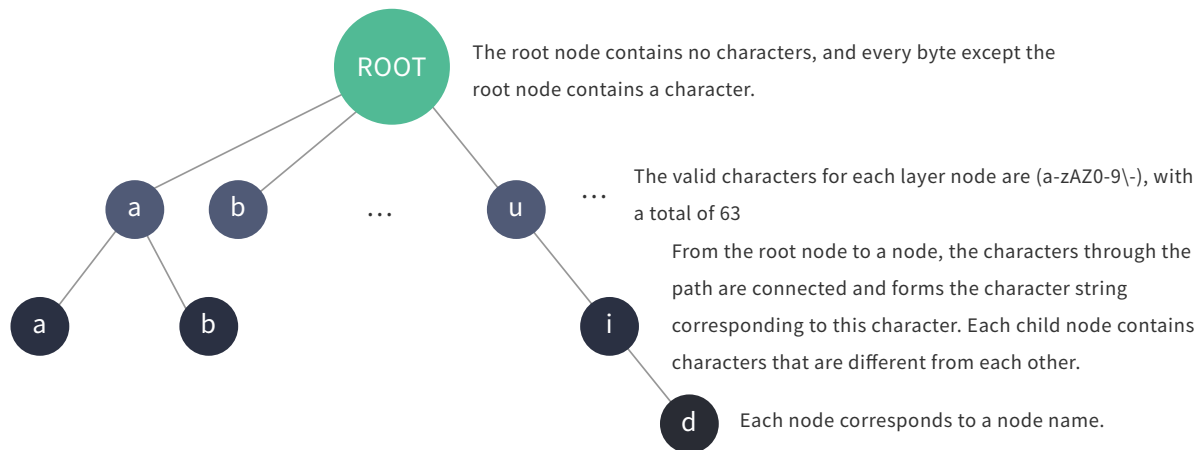 ROOT
The root node contains no characters, and every byte except the
root node contains a character.
a
b
...
u
...
The valid characters for each layer node are (a-zAZ0-9\-), with
a total of 63
From the root node to a node, the characters through the
path are connected and forms the character string
corresponding to this character. Each child node contains
characters that are different from each other.
a
b
i
d
Each node corresponds to a node name.